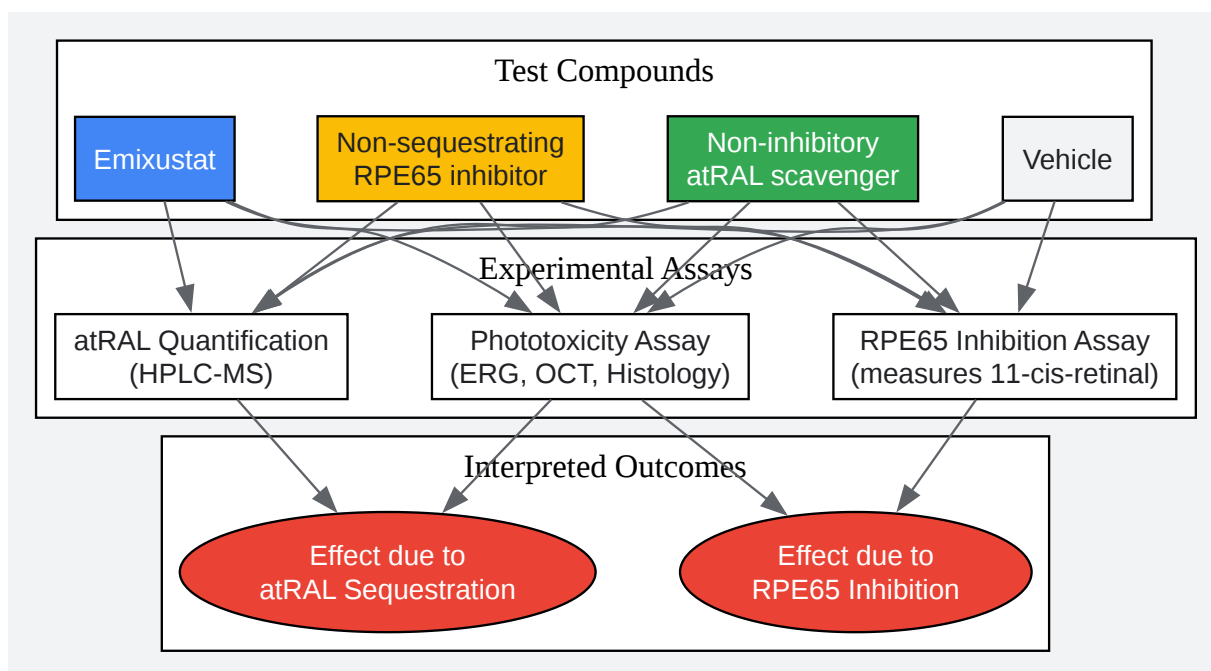 Test Compounds
Emixustat
Non-sequestrating
RPE65 inhibitor
Non-inhibitory
atRAL scavenger
Vehicle
Experimental Assays
atRAL Quantification
(HPLC-MS)
Phototoxicity Assay
(ERG, OCT, Histology)
RPE65 Inhibition Assay
(measures 11-cis-retinal)
Interpreted Outcomes
Effect due to
atRAL Sequestration
Effect due to
RPE65 Inhibition